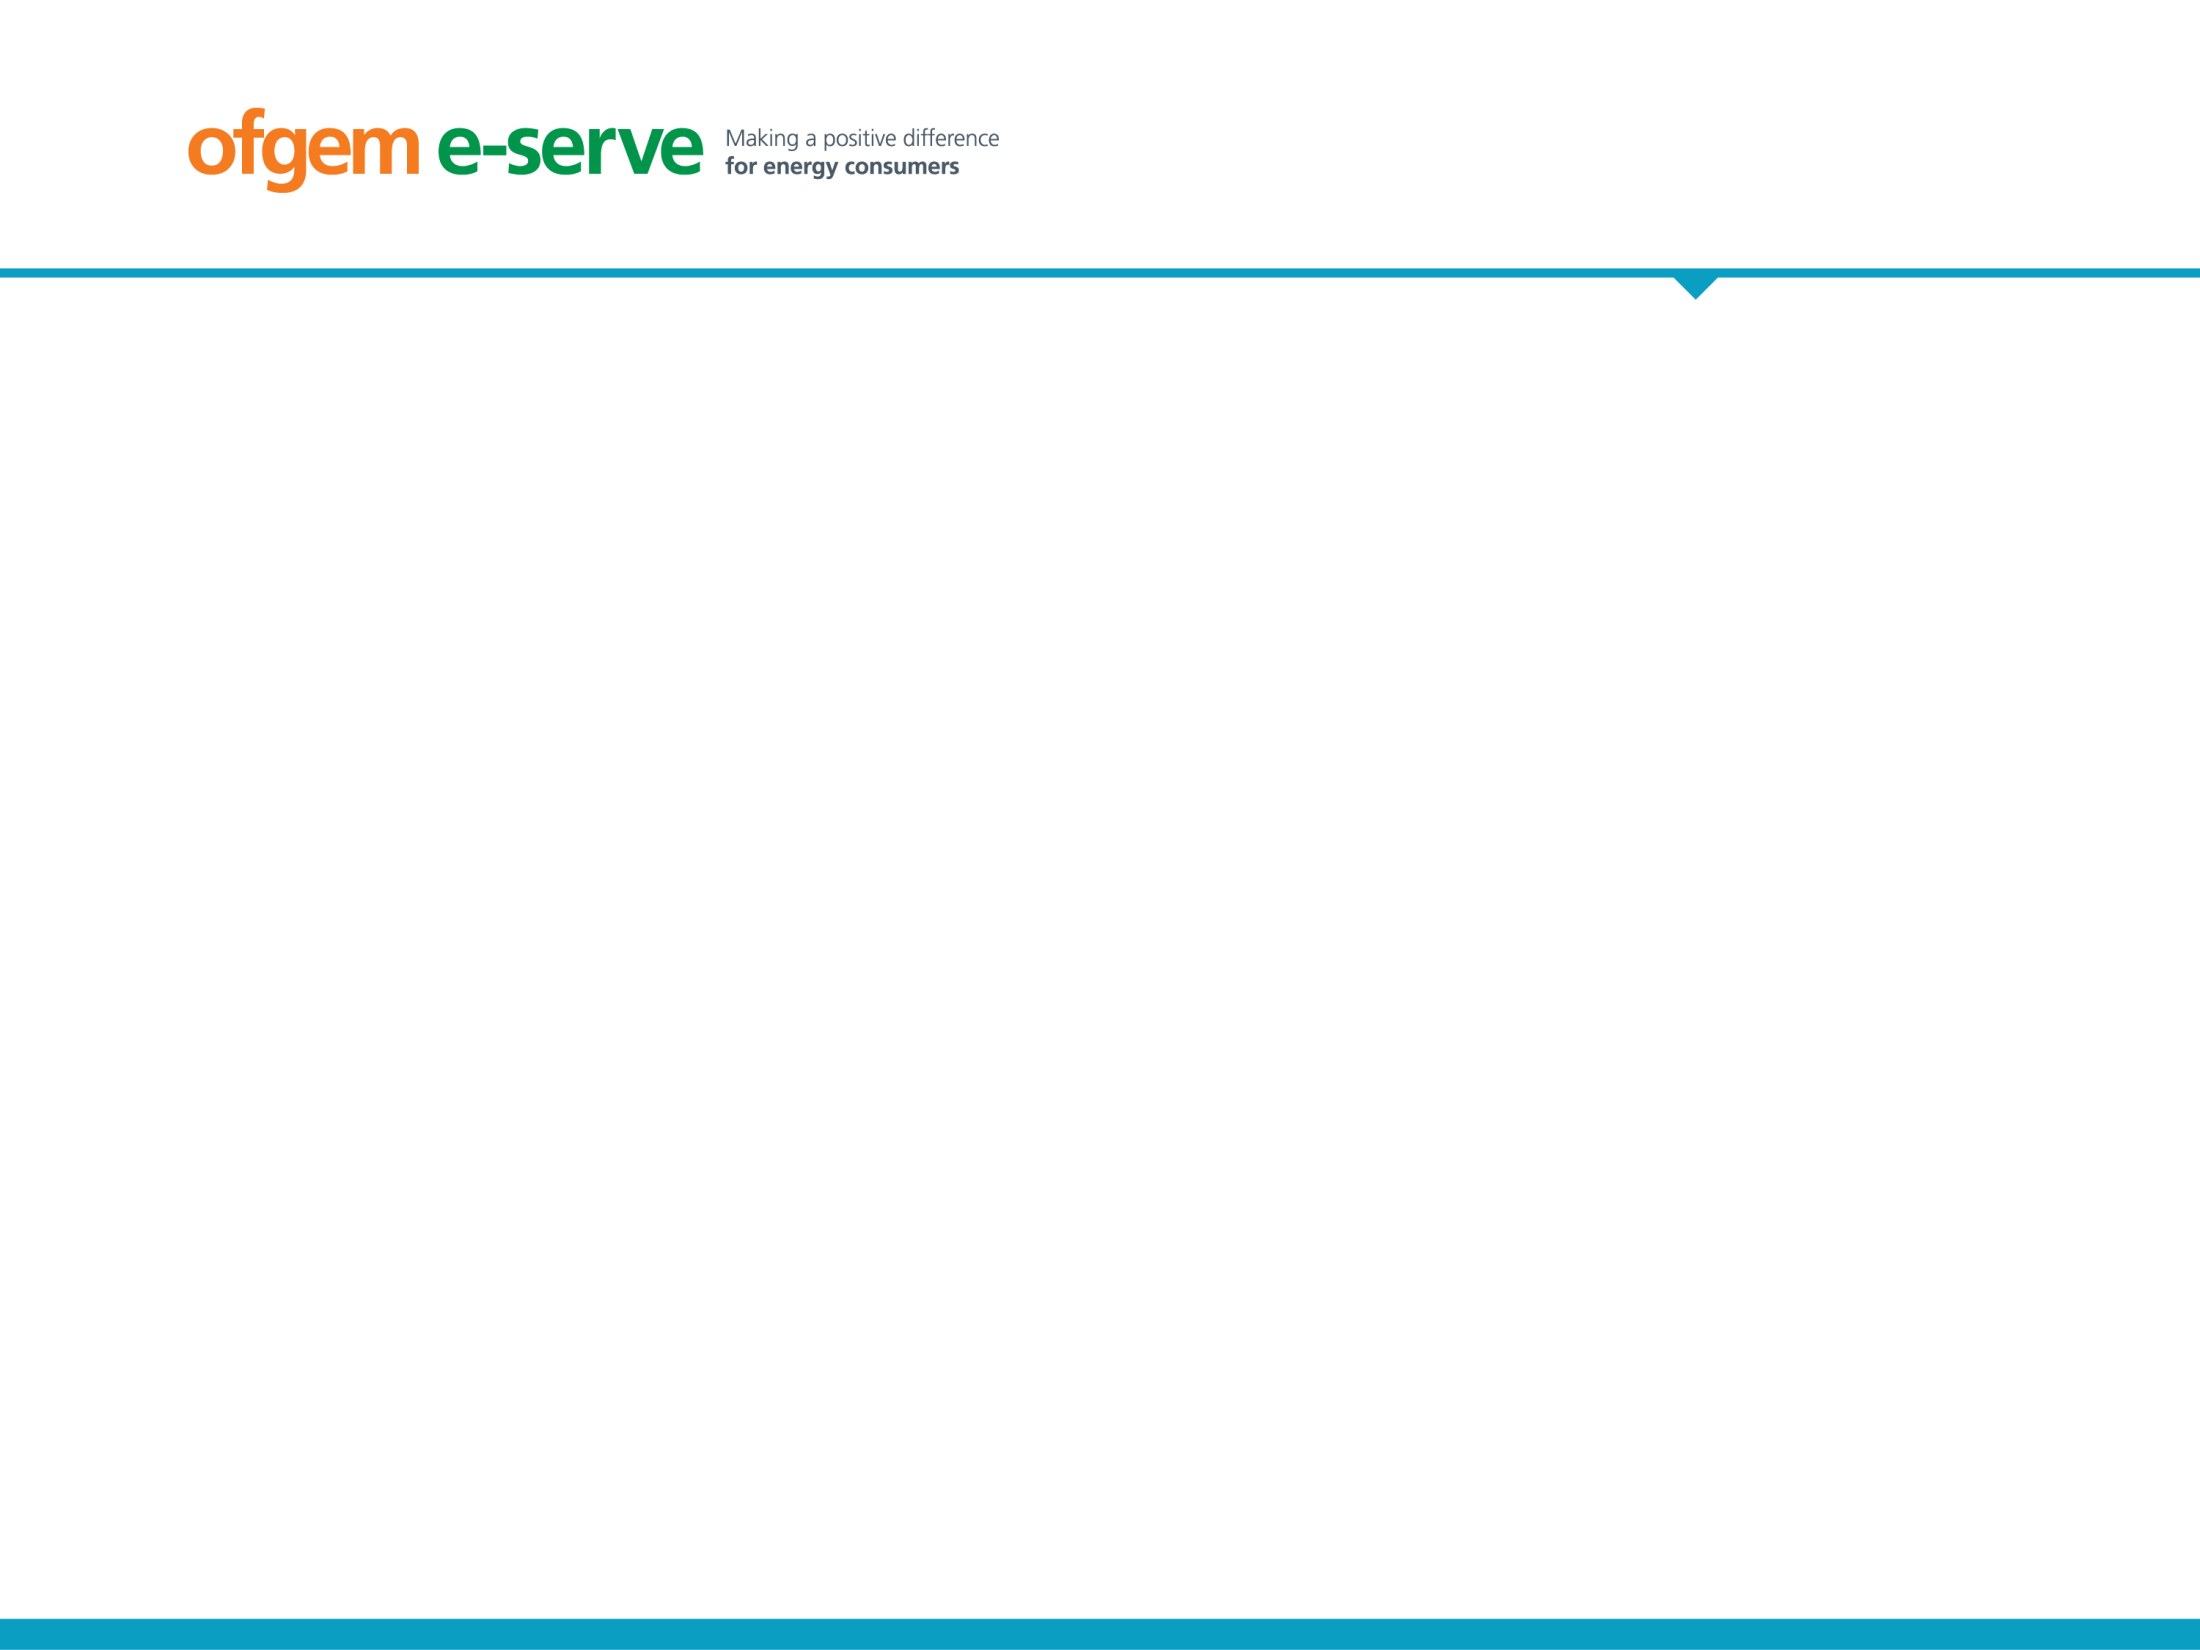 ofgem e-serve
Making a positive difference
for energy consumers